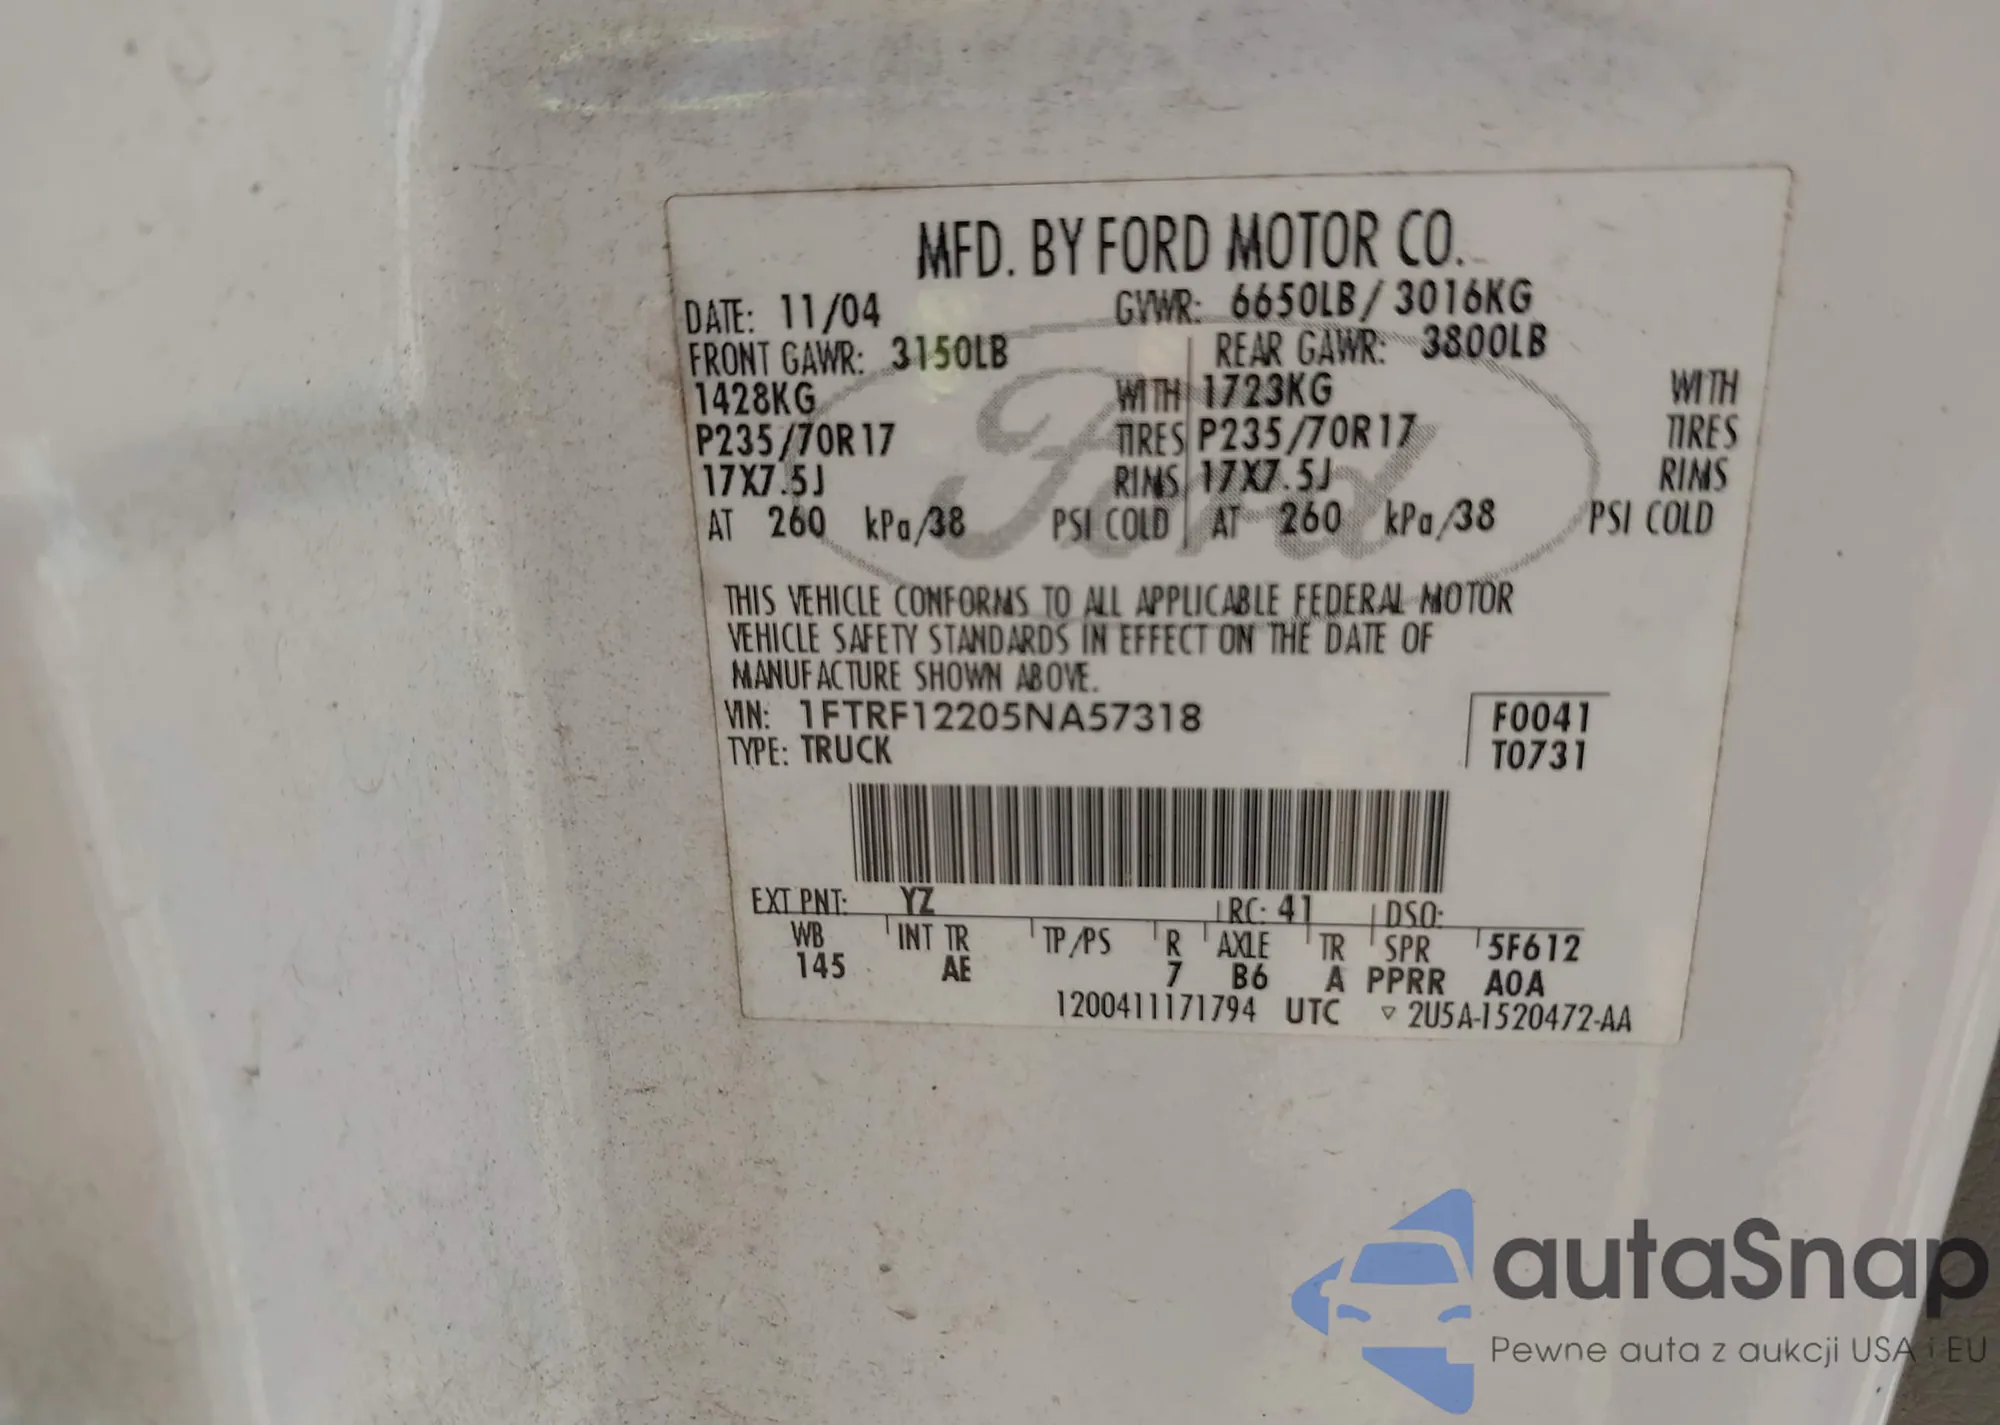 MFD. BY FORD MOTOR CO.
DATE: 11/04 GVWR: 6650LB/3016KG
FRONT GAWR: 3150LB REAR GAWR: 3800LB
1428KG WITH 1723KG WITH
P235/70R17 TIRES P235/70R17 TIRES
17X7.5J RIMS 17X7.5J RIMS
AT 260 kPa/38 PSI COLD AT 260 kPa/38 PSI COLD
Ford
THIS VEHICLE CONFORMS TO ALL APPLICABLE FEDERAL MOTOR
VEHICLE SAFETY STANDARDS IN EFFECT ON THE DATE OF
MANUFACTURE SHOWN ABOVE.
VIN: 1FTRF12205NA57318 F0041
TYPE: TRUCK T0731
EXT PNT: YZ RC: 41 DSO:
WB INT TR TP/PS R AXLE TR SPR 5F612
145 AE 7 B6 A PPRR A0A
1200411171794 UTC ▽ 2U5A-1520472-AA
autaSnap
Pewne auta z aukcji USA i EU